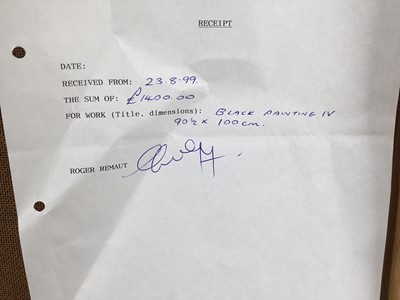 RECEIPT
DATE:
RECEIVED FROM: 23-8-99.
THE SUM OF: £1400.00
FOR WORK (Title, dimensions): BLACK PAINTING IV
90½ x 100cm.
ROGER REMAUT